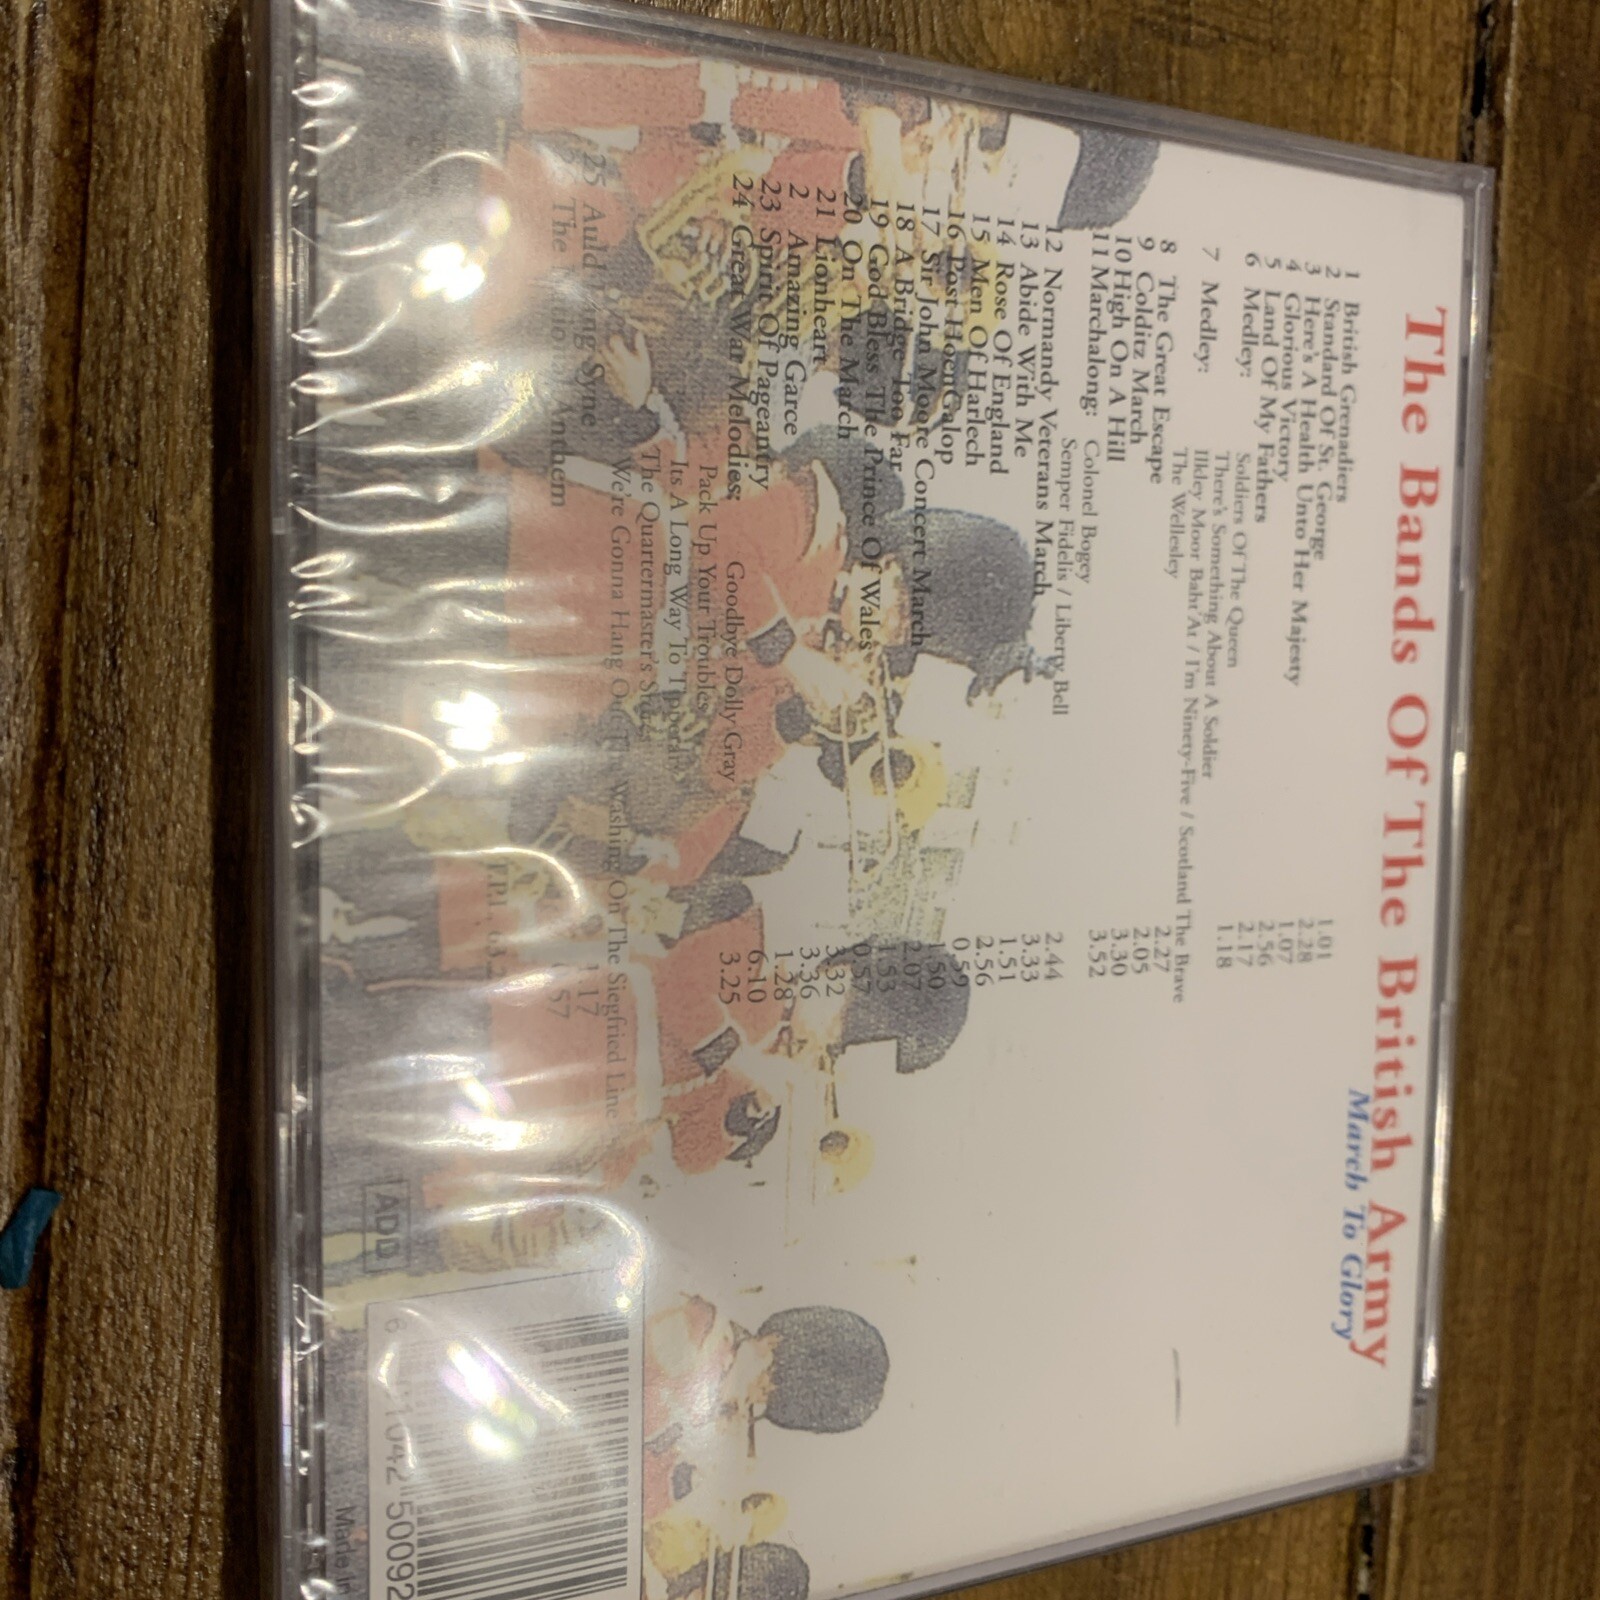 The Bands Of The British Army
March To Glory
1 British Grenadiers 1.01
2 Standard Of St. George 2.28
3 Here's A Health Unto Her Majesty 1.07
4 Glorious Victory 2.56
5 Land Of My Fathers 2.17
6 Medley: Soldiers Of The Queen 1.18
There's Something About A Soldier
7 Medley: Ilkley Moor Baht'At / I'm Ninety-Five / Scotland The Brave
The Wellesley
8 The Great Escape 2.27
9 Colditz March 2.05
10 High On A Hill 3.30
11 Marchalong: Colonel Bogey 3.52
Semper Fidelis / Liberty Bell
12 Normandy Veterans March 2.44
13 Abide With Me 3.33
14 Rose Of England 1.51
15 Men Of Harlech 2.56
16 Post Horn Galop 0.59
17 Sir John Moore Concert March 1.50
18 A Bridge Too Far 2.07
19 God Bless The Prince Of Wales
20 On The March 0.57
21 Lionheart 3.32
2 Amazing Garce 3.36
23 Spirit Of Pageantry 1.28
24 Great War Melodies: Goodbye Dolly Gray 6.10
Pack Up Your Troubles 3.25
Its A Long Way To Tipperary
The Quartermaster's Stores
We're Gonna Hang Out The Washing On The Siegfried Line
25 Auld Syne
The Anthem
ADD
Made In